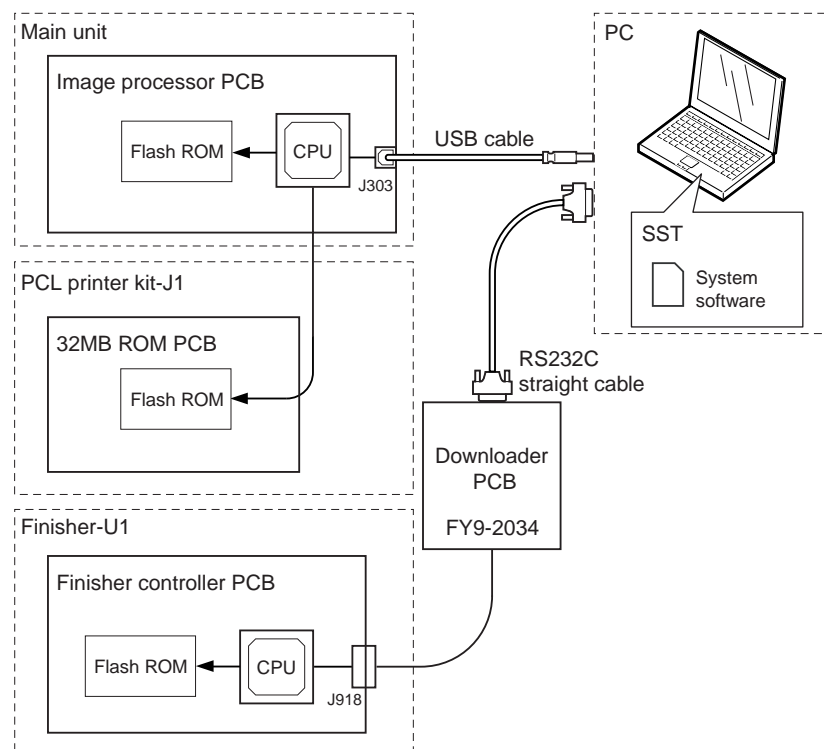 Main unit
Image processor PCB
Flash ROM
CPU
J303
USB cable
PC
SST
System
software
PCL printer kit-J1
32MB ROM PCB
Flash ROM
RS232C
straight cable
Downloader
PCB
FY9-2034
Finisher-U1
Finisher controller PCB
Flash ROM
CPU
J918